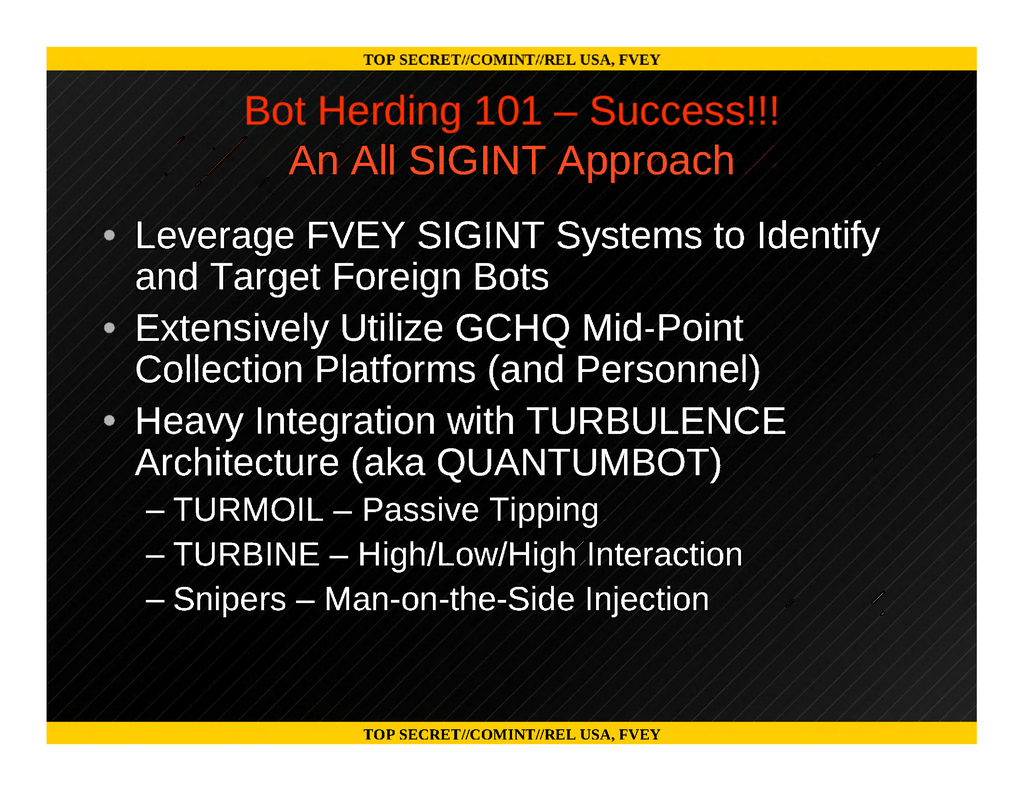 TOP SECRET//COMINT//REL USA, FVEY
Bot Herding 101 – Success!!!
An All SIGINT Approach
• Leverage FVEY SIGINT Systems to Identify
and Target Foreign Bots
• Extensively Utilize GCHQ Mid-Point
Collection Platforms (and Personnel)
• Heavy Integration with TURBULENCE
Architecture (aka QUANTUMBOT)
– TURMOIL – Passive Tipping
– TURBINE – High/Low/High Interaction
– Snipers – Man-on-the-Side Injection
TOP SECRET//COMINT//REL USA, FVEY